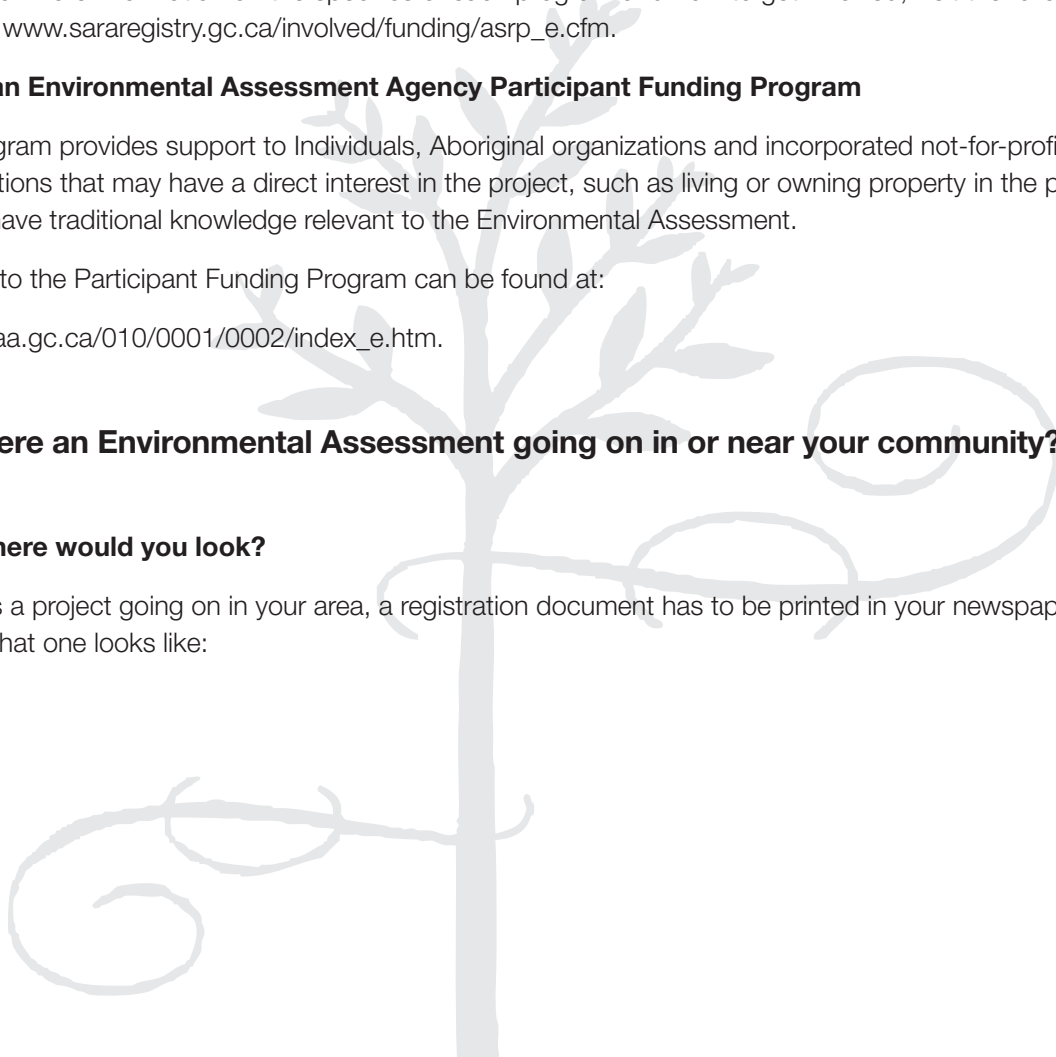 www.sararegistry.gc.ca/involved/funding/asrp_e.cfm.
an Environmental Assessment Agency Participant Funding Program
gram provides support to Individuals, Aboriginal organizations and incorporated not-for-profi
tions that may have a direct interest in the project, such as living or owning property in the p
have traditional knowledge relevant to the Environmental Assessment.
to the Participant Funding Program can be found at:
aa.gc.ca/010/0001/0002/index_e.htm.
ere an Environmental Assessment going on in or near your community?
here would you look?
s a project going on in your area, a registration document has to be printed in your newspap
hat one looks like: